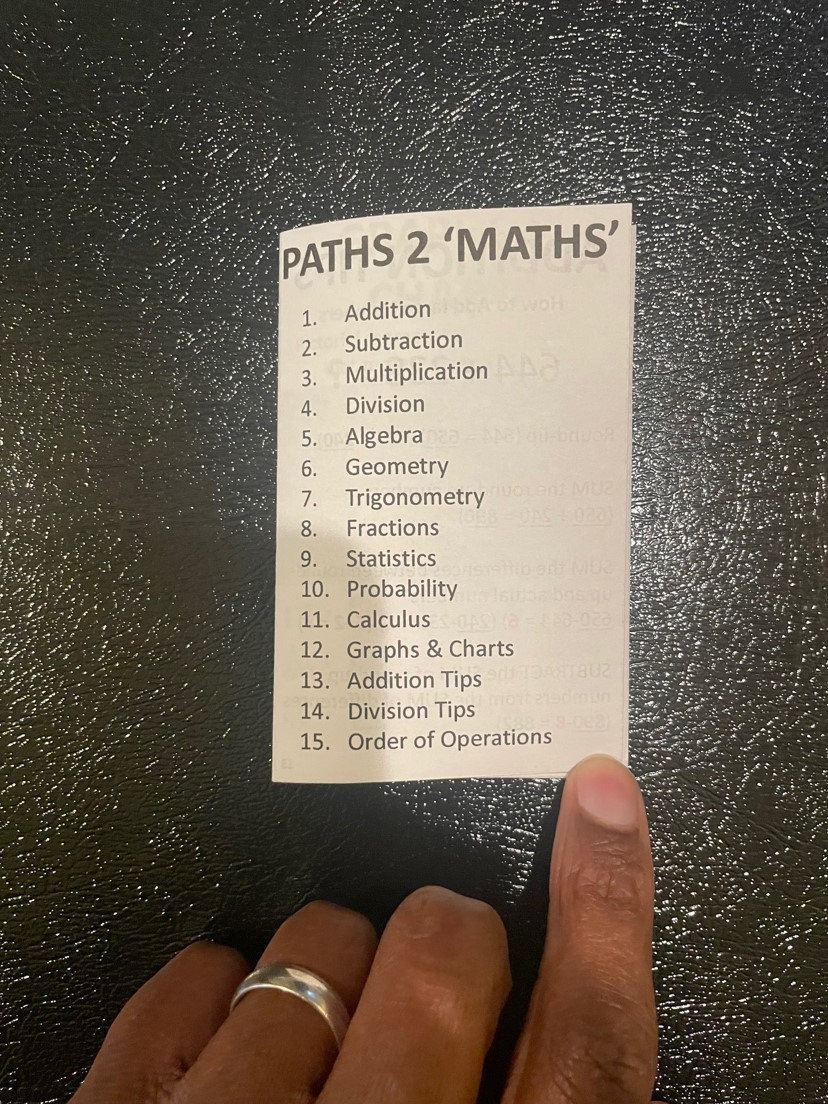 PATHS 2 ‘MATHS’
1. Addition
2. Subtraction
3. Multiplication
4. Division
5. Algebra
6. Geometry
7. Trigonometry
8. Fractions
9. Statistics
10. Probability
11. Calculus
12. Graphs & Charts
13. Addition Tips
14. Division Tips
15. Order of Operations